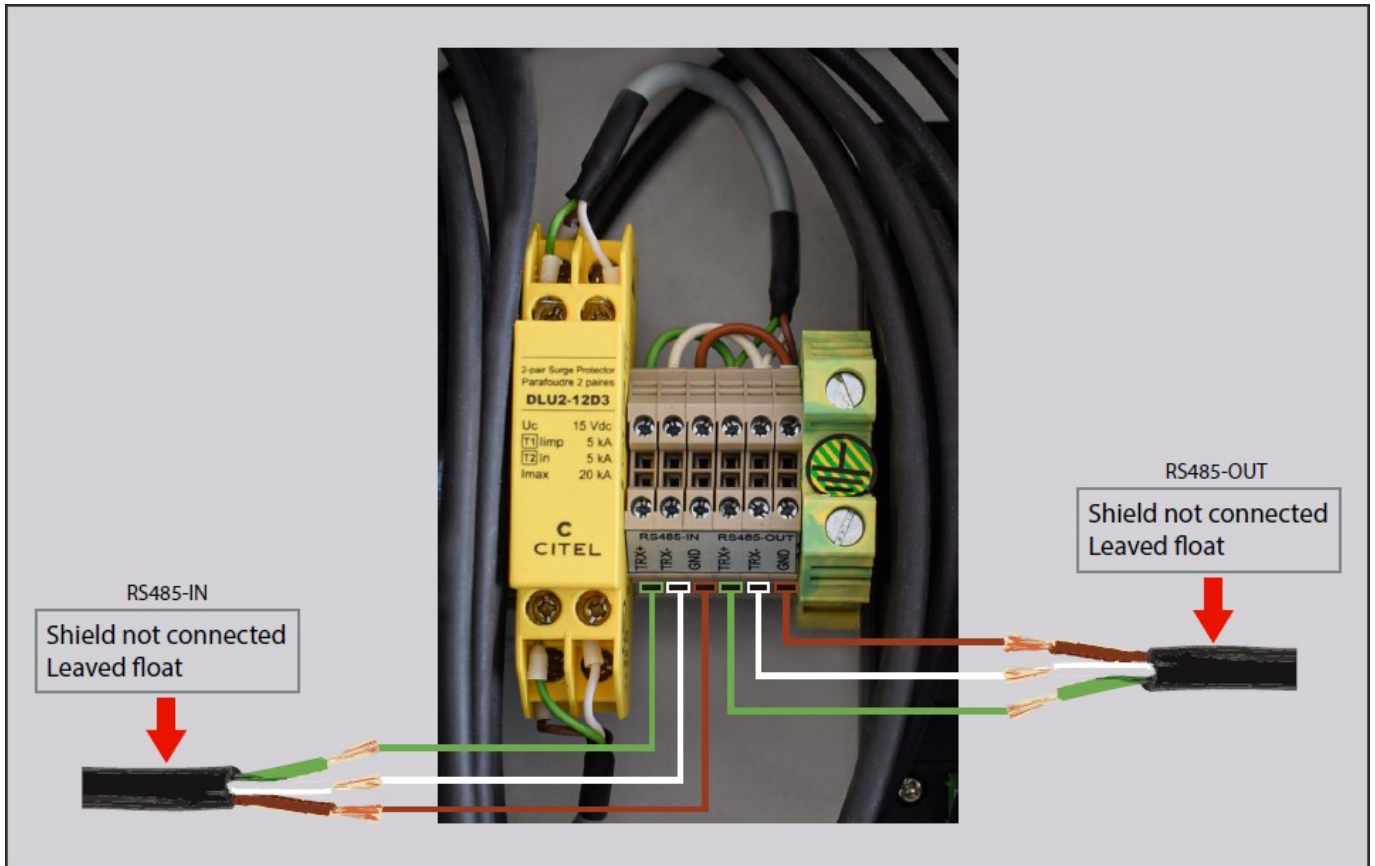 2-pair Surge Protector
Parafoudre 2 paires
DLU2-12D3
Uc 15 Vdc
T1 Iimp 5 kA
T2 In 5 kA
Imax 20 kA
C
CITEL
RS485-IN RS485-OUT
TRX+ TRX- GND TRX+ TRX- GND
RS485-OUT
Shield not connected
Leaved float
RS485-IN
Shield not connected
Leaved float